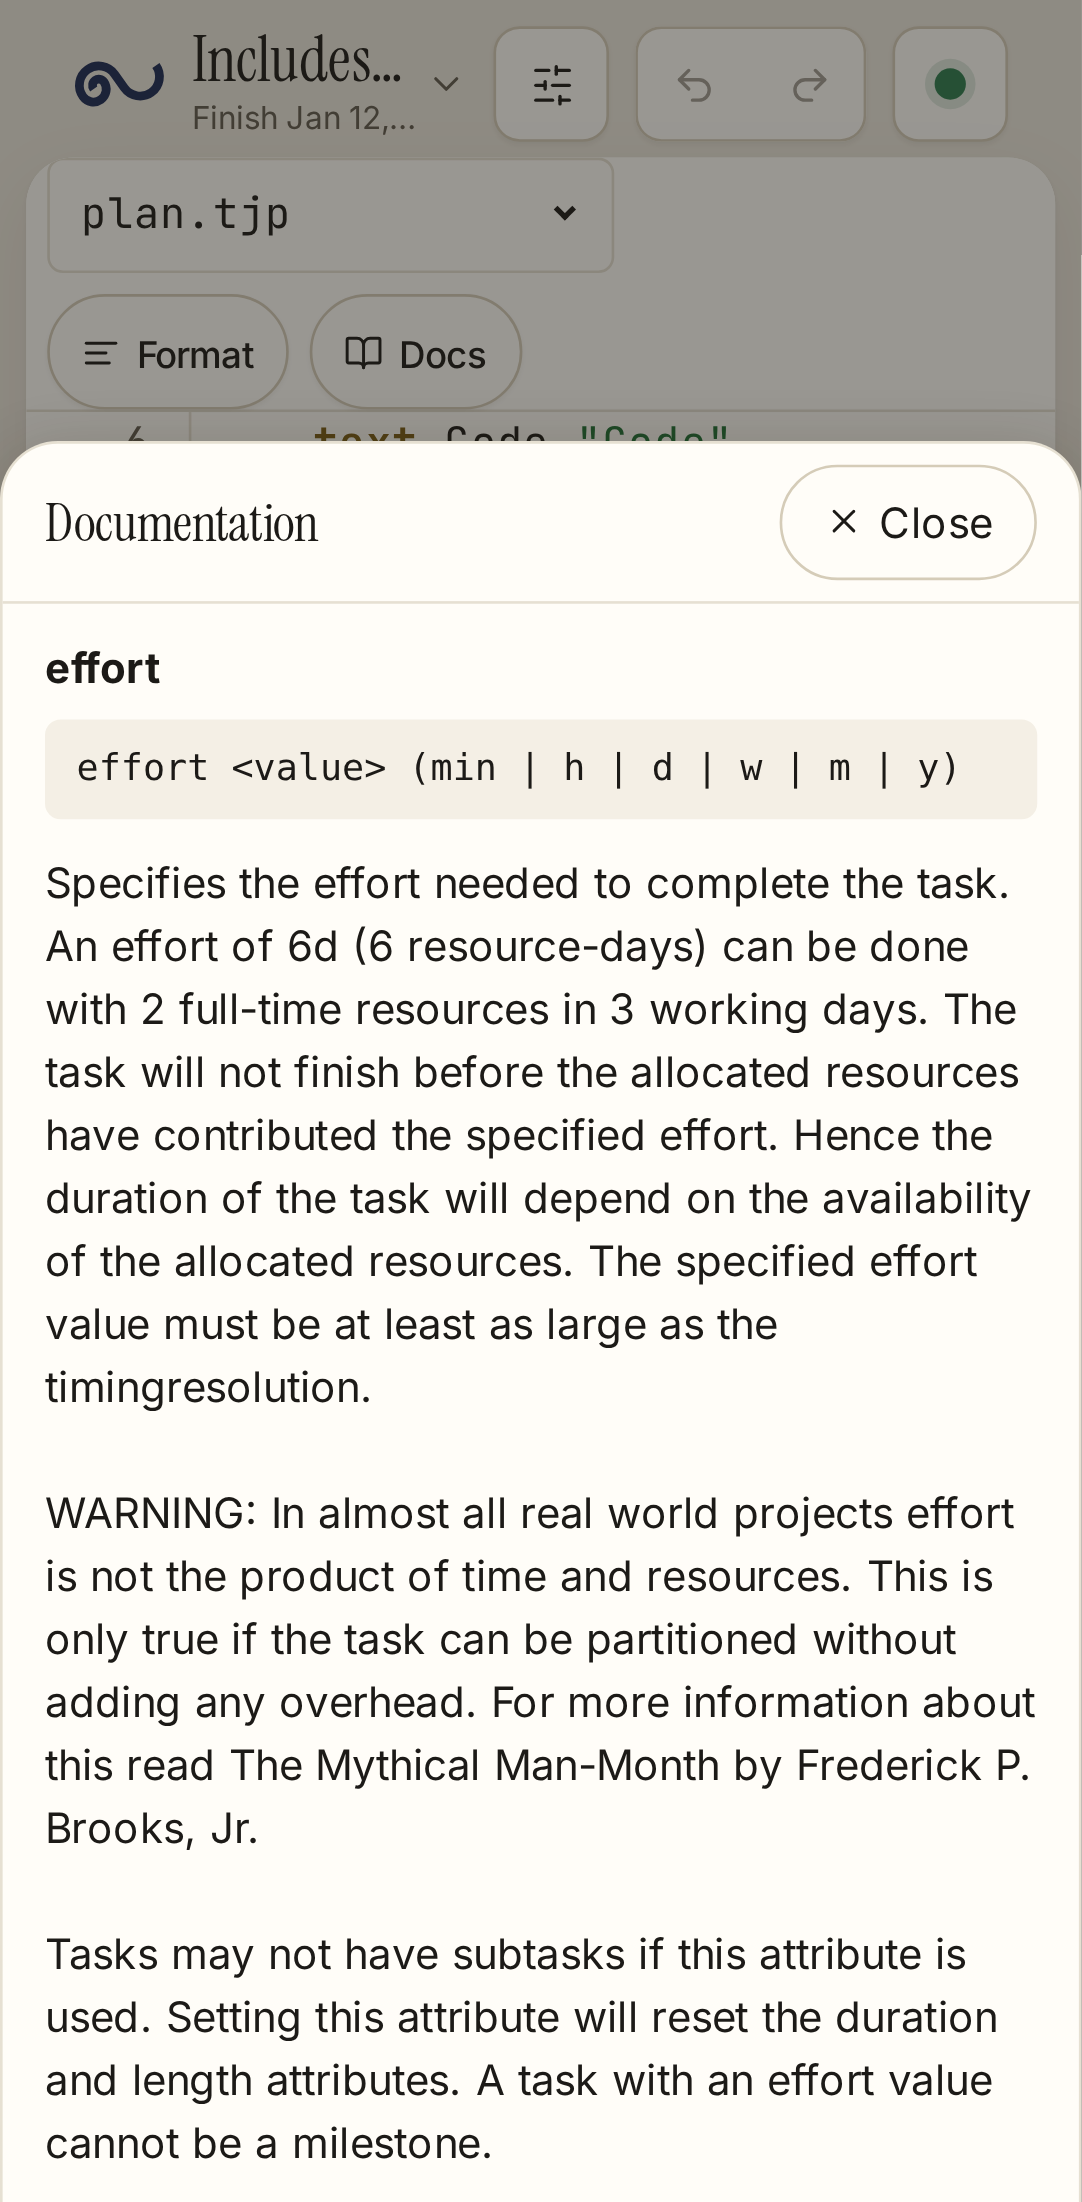 Includes...
Finish Jan 12,...
plan.tjp
Format
Docs
6 text Code "Code"
Documentation
Close
effort
effort <value> (min | h | d | w | m | y)
Specifies the effort needed to complete the task.
An effort of 6d (6 resource-days) can be done
with 2 full-time resources in 3 working days. The
task will not finish before the allocated resources
have contributed the specified effort. Hence the
duration of the task will depend on the availability
of the allocated resources. The specified effort
value must be at least as large as the
timingresolution.
WARNING: In almost all real world projects effort
is not the product of time and resources. This is
only true if the task can be partitioned without
adding any overhead. For more information about
this read The Mythical Man-Month by Frederick P.
Brooks, Jr.
Tasks may not have subtasks if this attribute is
used. Setting this attribute will reset the duration
and length attributes. A task with an effort value
cannot be a milestone.